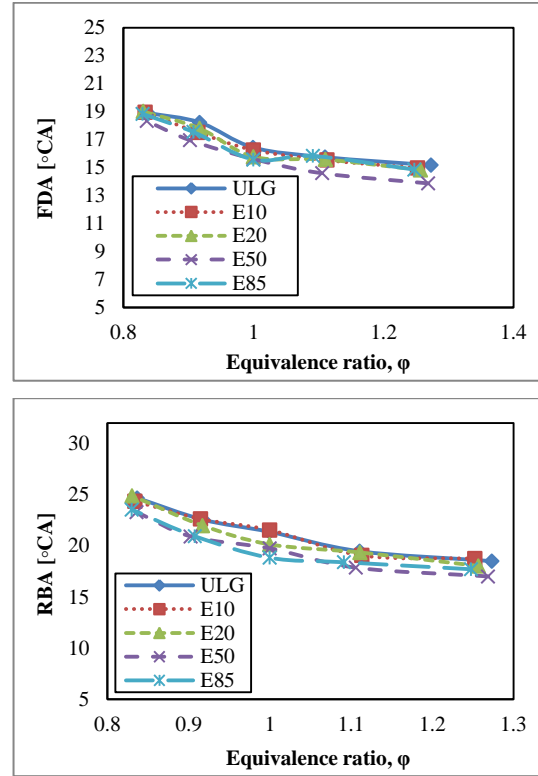 25
23
21
19
17
15
13
11
9
7
5
FDA [◦CA]
ULG
E10
E20
E50
E85
0.8 1 1.2 1.4
Equivalence ratio, φ
30
25
20
15
10
5
RBA [◦CA]
ULG
E10
E20
E50
E85
0.8 0.9 1 1.1 1.2 1.3
Equivalence ratio, φ